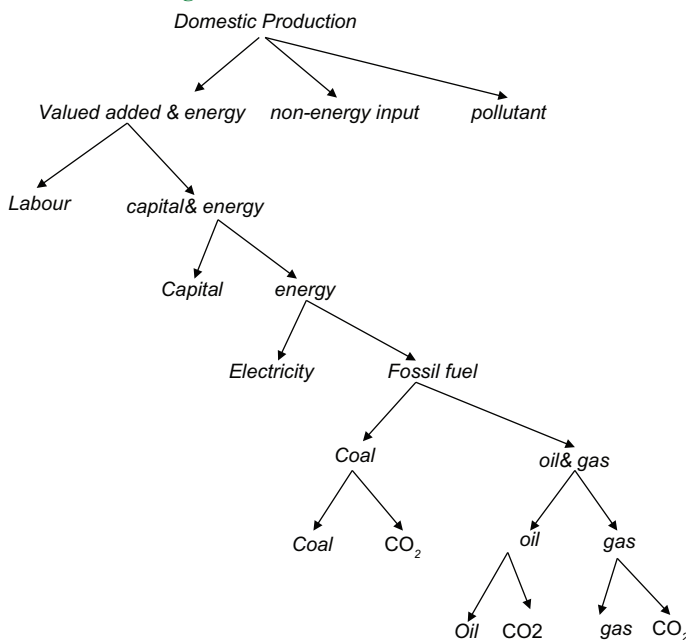 Domestic Production
Valued added & energy non-energy input pollutant
Labour capital& energy
Capital energy
Electricity Fossil fuel
Coal oil& gas
Coal CO₂ oil gas
Oil CO2 gas CO₂